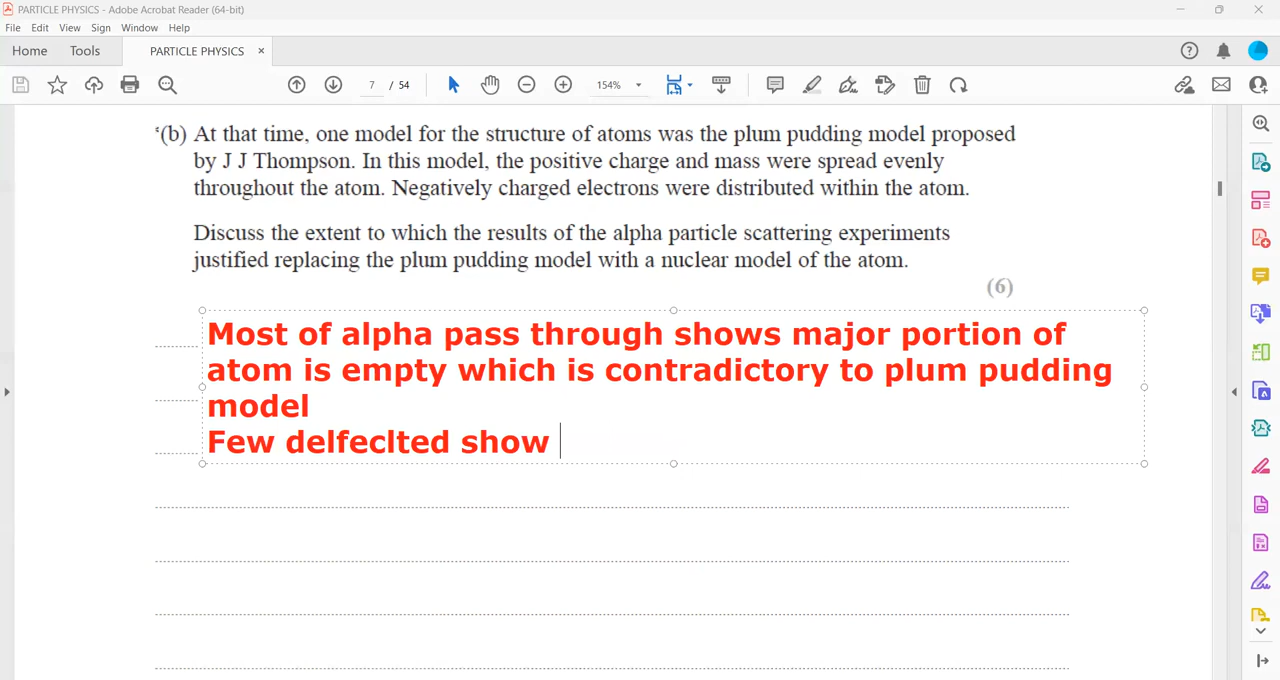 PARTICLE PHYSICS - Adobe Acrobat Reader (64-bit)
File Edit View Sign Window Help
Home Tools PARTICLE PHYSICS ×
7 / 54 154%
(b) At that time, one model for the structure of atoms was the plum pudding model proposed
by J J Thompson. In this model, the positive charge and mass were spread evenly
throughout the atom. Negatively charged electrons were distributed within the atom.
Discuss the extent to which the results of the alpha particle scattering experiments
justified replacing the plum pudding model with a nuclear model of the atom.
(6)
Most of alpha pass through shows major portion of
atom is empty which is contradictory to plum pudding
model
Few delfeclted show